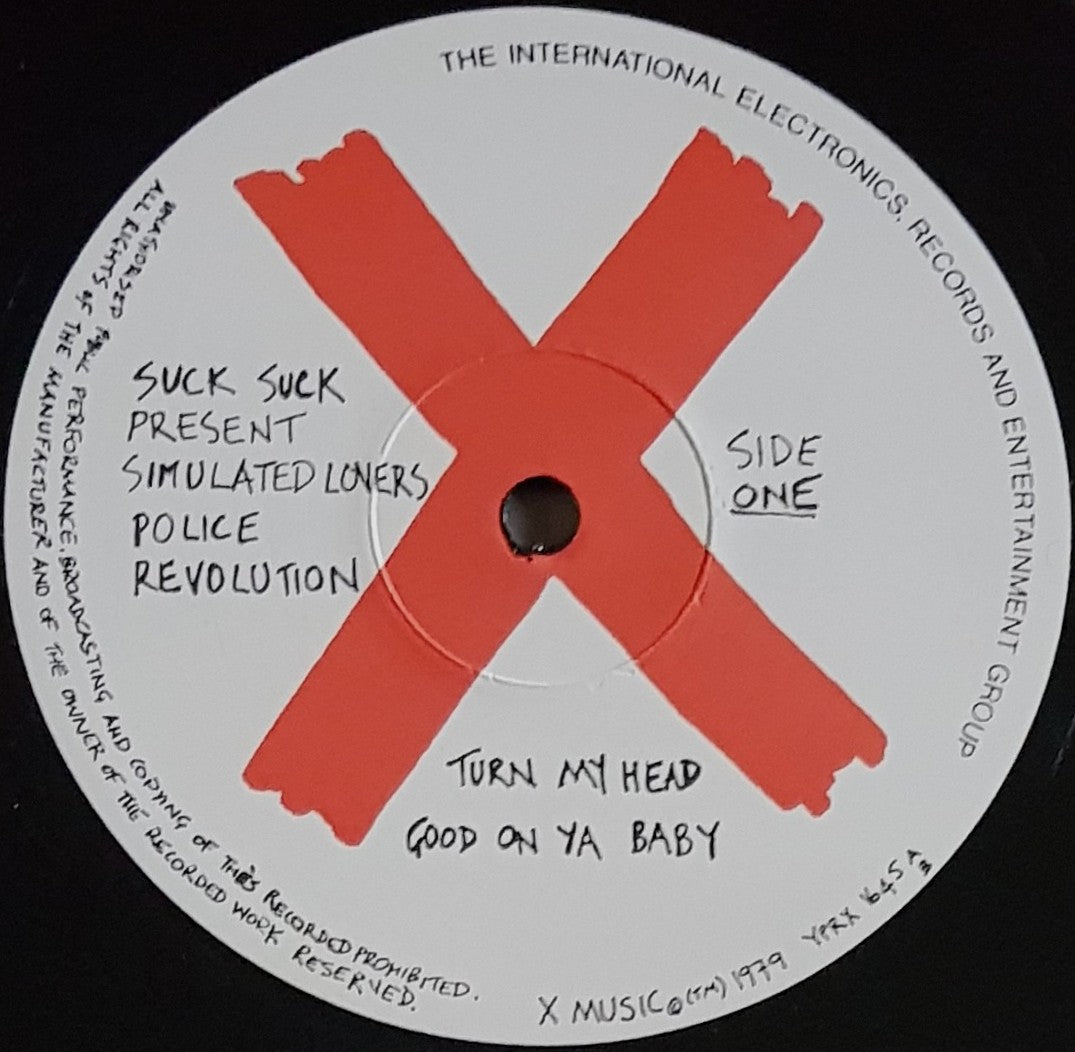 THE INTERNATIONAL ELECTRONICS, RECORDS AND ENTERTAINMENT GROUP
SUCK SUCK
PRESENT
SIMULATED LOVERS
POLICE
REVOLUTION
SIDE
ONE
TURN MY HEAD
GOOD ON YA BABY
PERFORMANCE, BROADCASTING AND COPYING OF THIS RECORDED PROHIBITED.
ALL RIGHTS OF THE MANUFACTURER AND OF THE OWNER OF THE RECORDED WORK RESERVED.
X MUSIC © (TM) 1979
YPRX